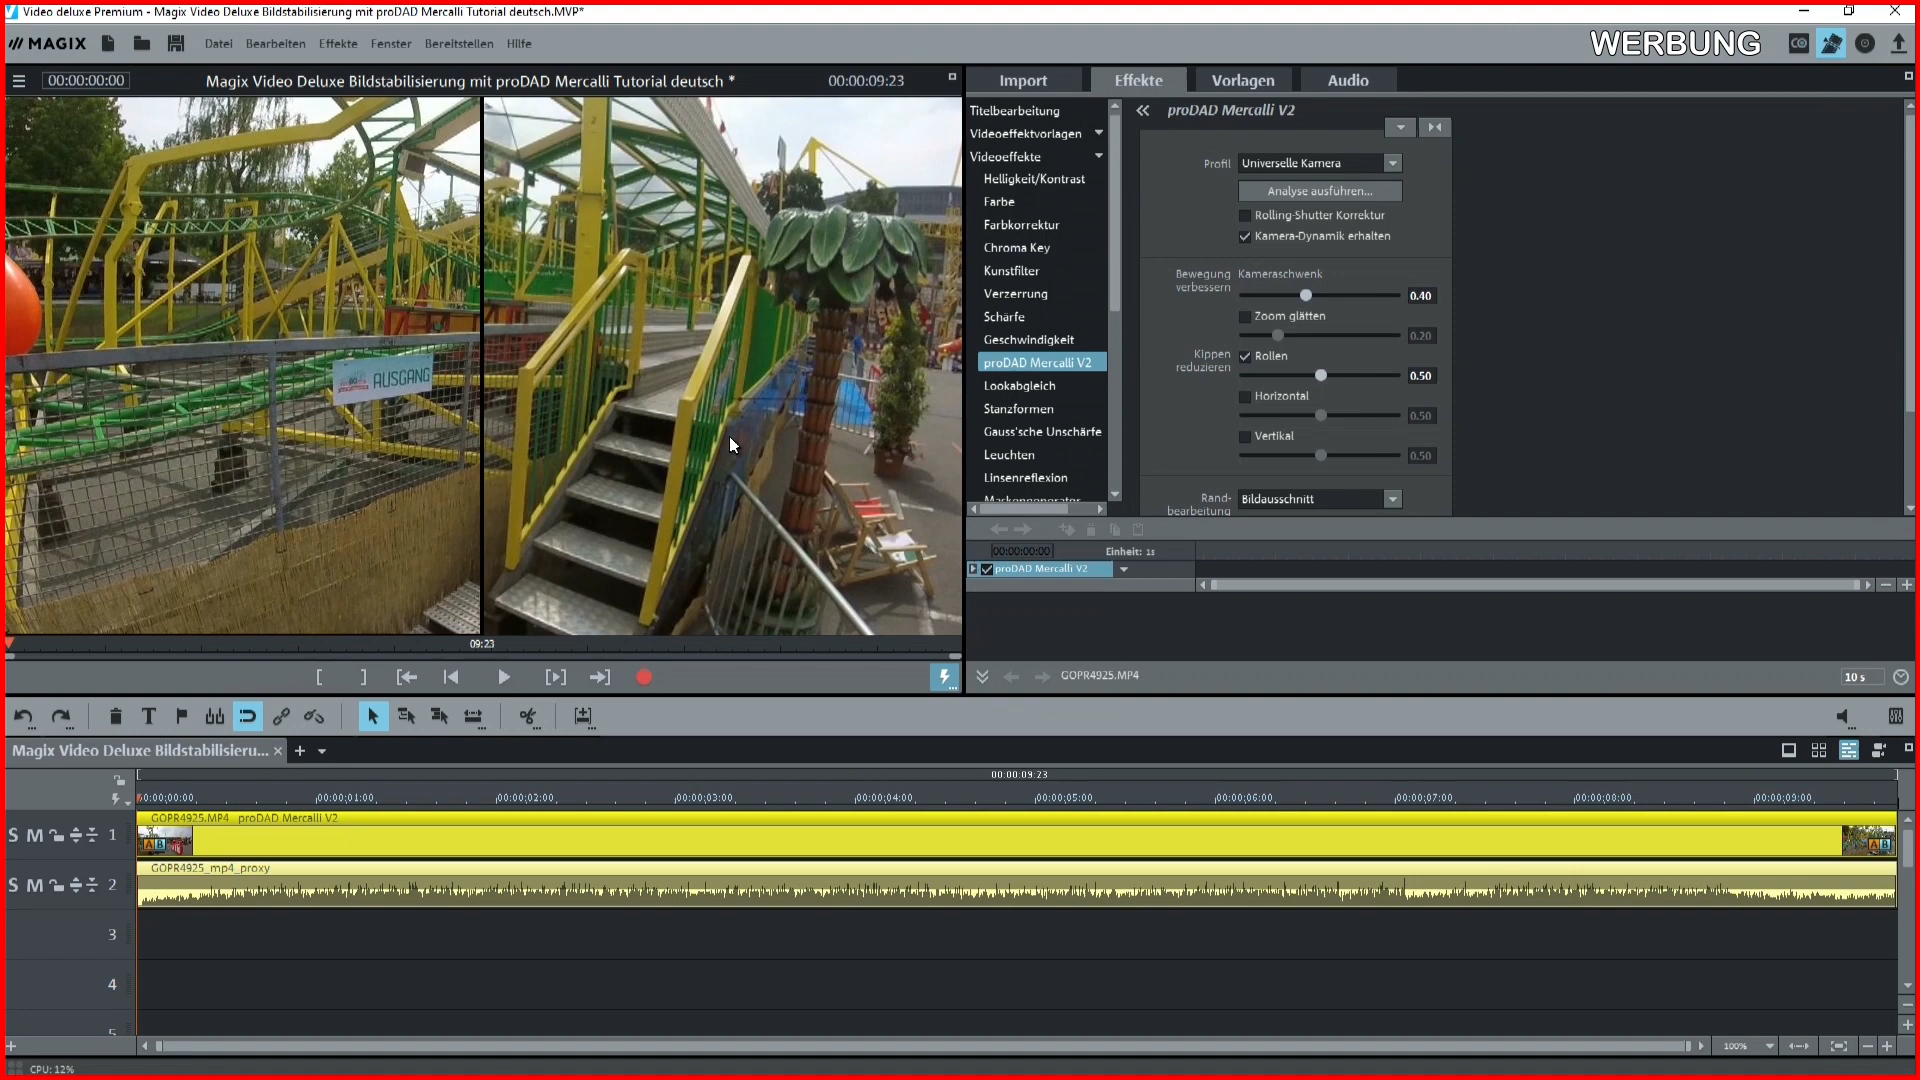 Video deluxe Premium - Magix Video Deluxe Bildstabilisierung mit proDAD Mercalli Tutorial deutsch.MVP*
MAGIX Datei Bearbeiten Effekte Fenster Bereitstellen Hilfe WERBUNG
00:00:00:00 Magix Video Deluxe Bildstabilisierung mit proDAD Mercalli Tutorial deutsch * 00:00:09:23
AUSGANG
09:23
Import Effekte Vorlagen Audio
Titelbearbeitung
Videoeffektvorlagen
Videoeffekte
Helligkeit/Kontrast
Farbe
Farbkorrektur
Chroma Key
Kunstfilter
Verzerrung
Schärfe
Geschwindigkeit
proDAD Mercalli V2
Lookabgleich
Stanzformen
Gauss'sche Unschärfe
Leuchten
Linsenreflexion
Maskengenerator
proDAD Mercalli V2
Profil Universelle Kamera
Analyse ausführen...
Rolling-Shutter Korrektur
Kamera-Dynamik erhalten
Bewegung verbessern Kameraschwenk
0.40
Zoom glätten
0.20
Kippen reduzieren Rollen
0.50
Horizontal
0.50
Vertikal
0.50
Rand-bearbeitung Bildausschnitt
00:00:00:00 Einheit: 1s
proDAD Mercalli V2
GOPR4925.MP4 10 s
Magix Video Deluxe Bildstabilisieru...
00:00:09:23
00:00:00:00 00:00:01:00 00:00:02:00 00:00:03:00 00:00:04:00 00:00:05:00 00:00:06:00 00:00:07:00 00:00:08:00 00:00:09:00
GOPR4925.MP4 proDAD Mercalli V2
S M 1
A B A B
GOPR4925_mp4_proxy
S M 2
3
4
5
100%
CPU: 12%